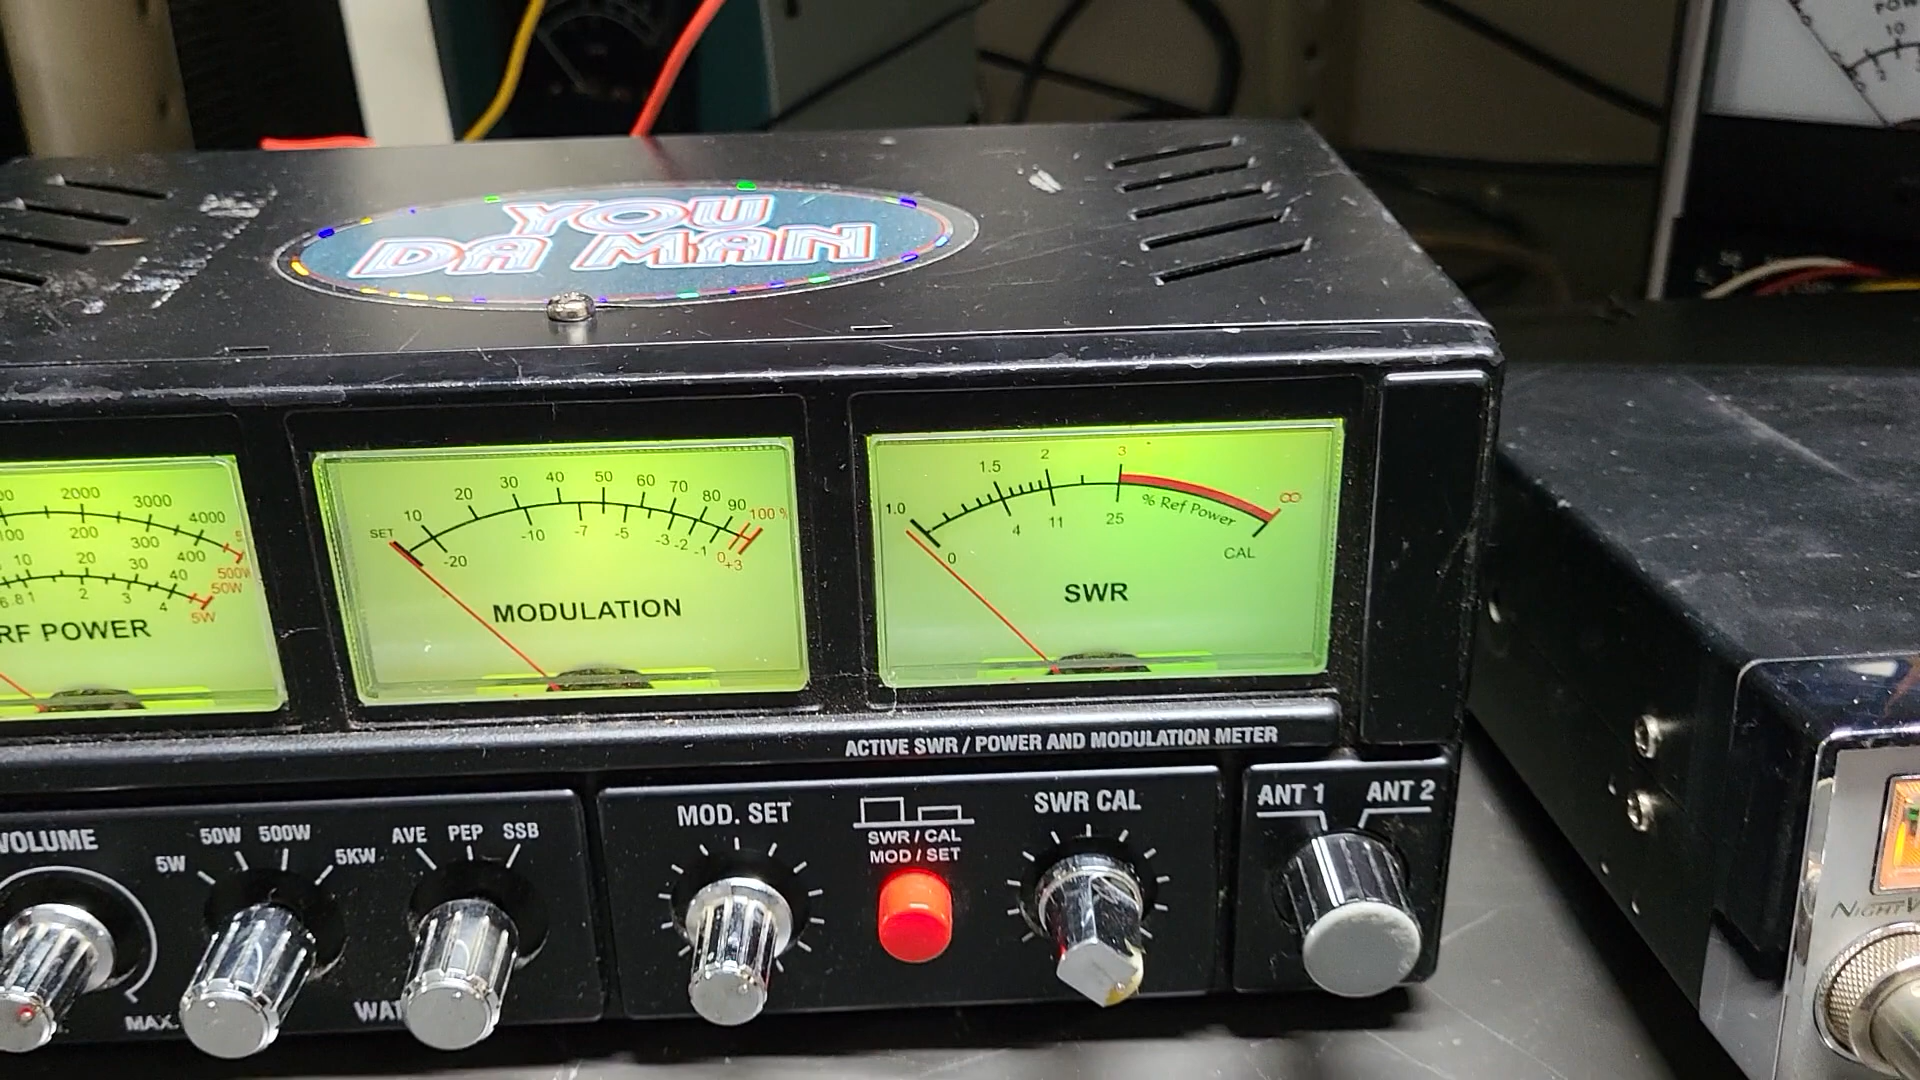 YOU
DA MAN
2000
3000
4000
100
200
300
400
500W
10
20
30
40
50W
.8
1
2
3
4
5W
RF POWER
SET
10
20
30
40
50
60
70
80
90
100 %
-20
-10
-7
-5
-3
-2
-1
0
+3
MODULATION
1.0
1.5
2
3
∞
0
4
11
25
% Ref Power
CAL
SWR
ACTIVE SWR / POWER AND MODULATION METER
VOLUME
MAX.
5W
50W
500W
5KW
AVE
PEP
SSB
MOD. SET
SWR / CAL
MOD / SET
SWR CAL
ANT 1
ANT 2
10